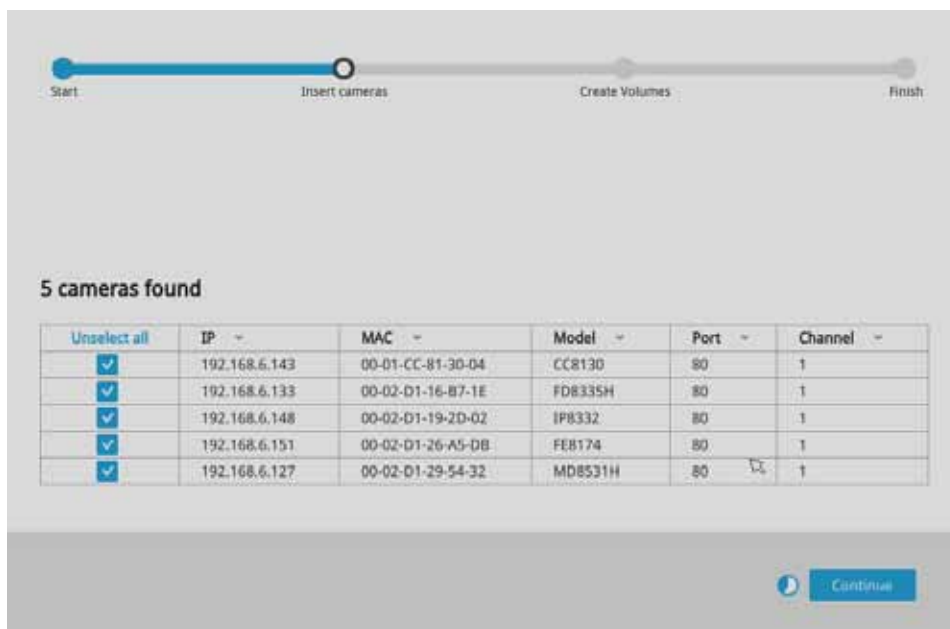 Start Insert cameras Create Volumes Finish
5 cameras found
Unselect all IP MAC Model Port Channel
192.168.6.143 00-01-CC-81-30-04 CC8130 80 1
192.168.6.133 00-02-D1-16-B7-1E FD8335H 80 1
192.168.6.148 00-02-D1-19-2D-02 IP8332 80 1
192.168.6.151 00-02-D1-26-A5-DB FE8174 80 1
192.168.6.127 00-02-D1-29-54-32 MD8531H 80 1
Continue